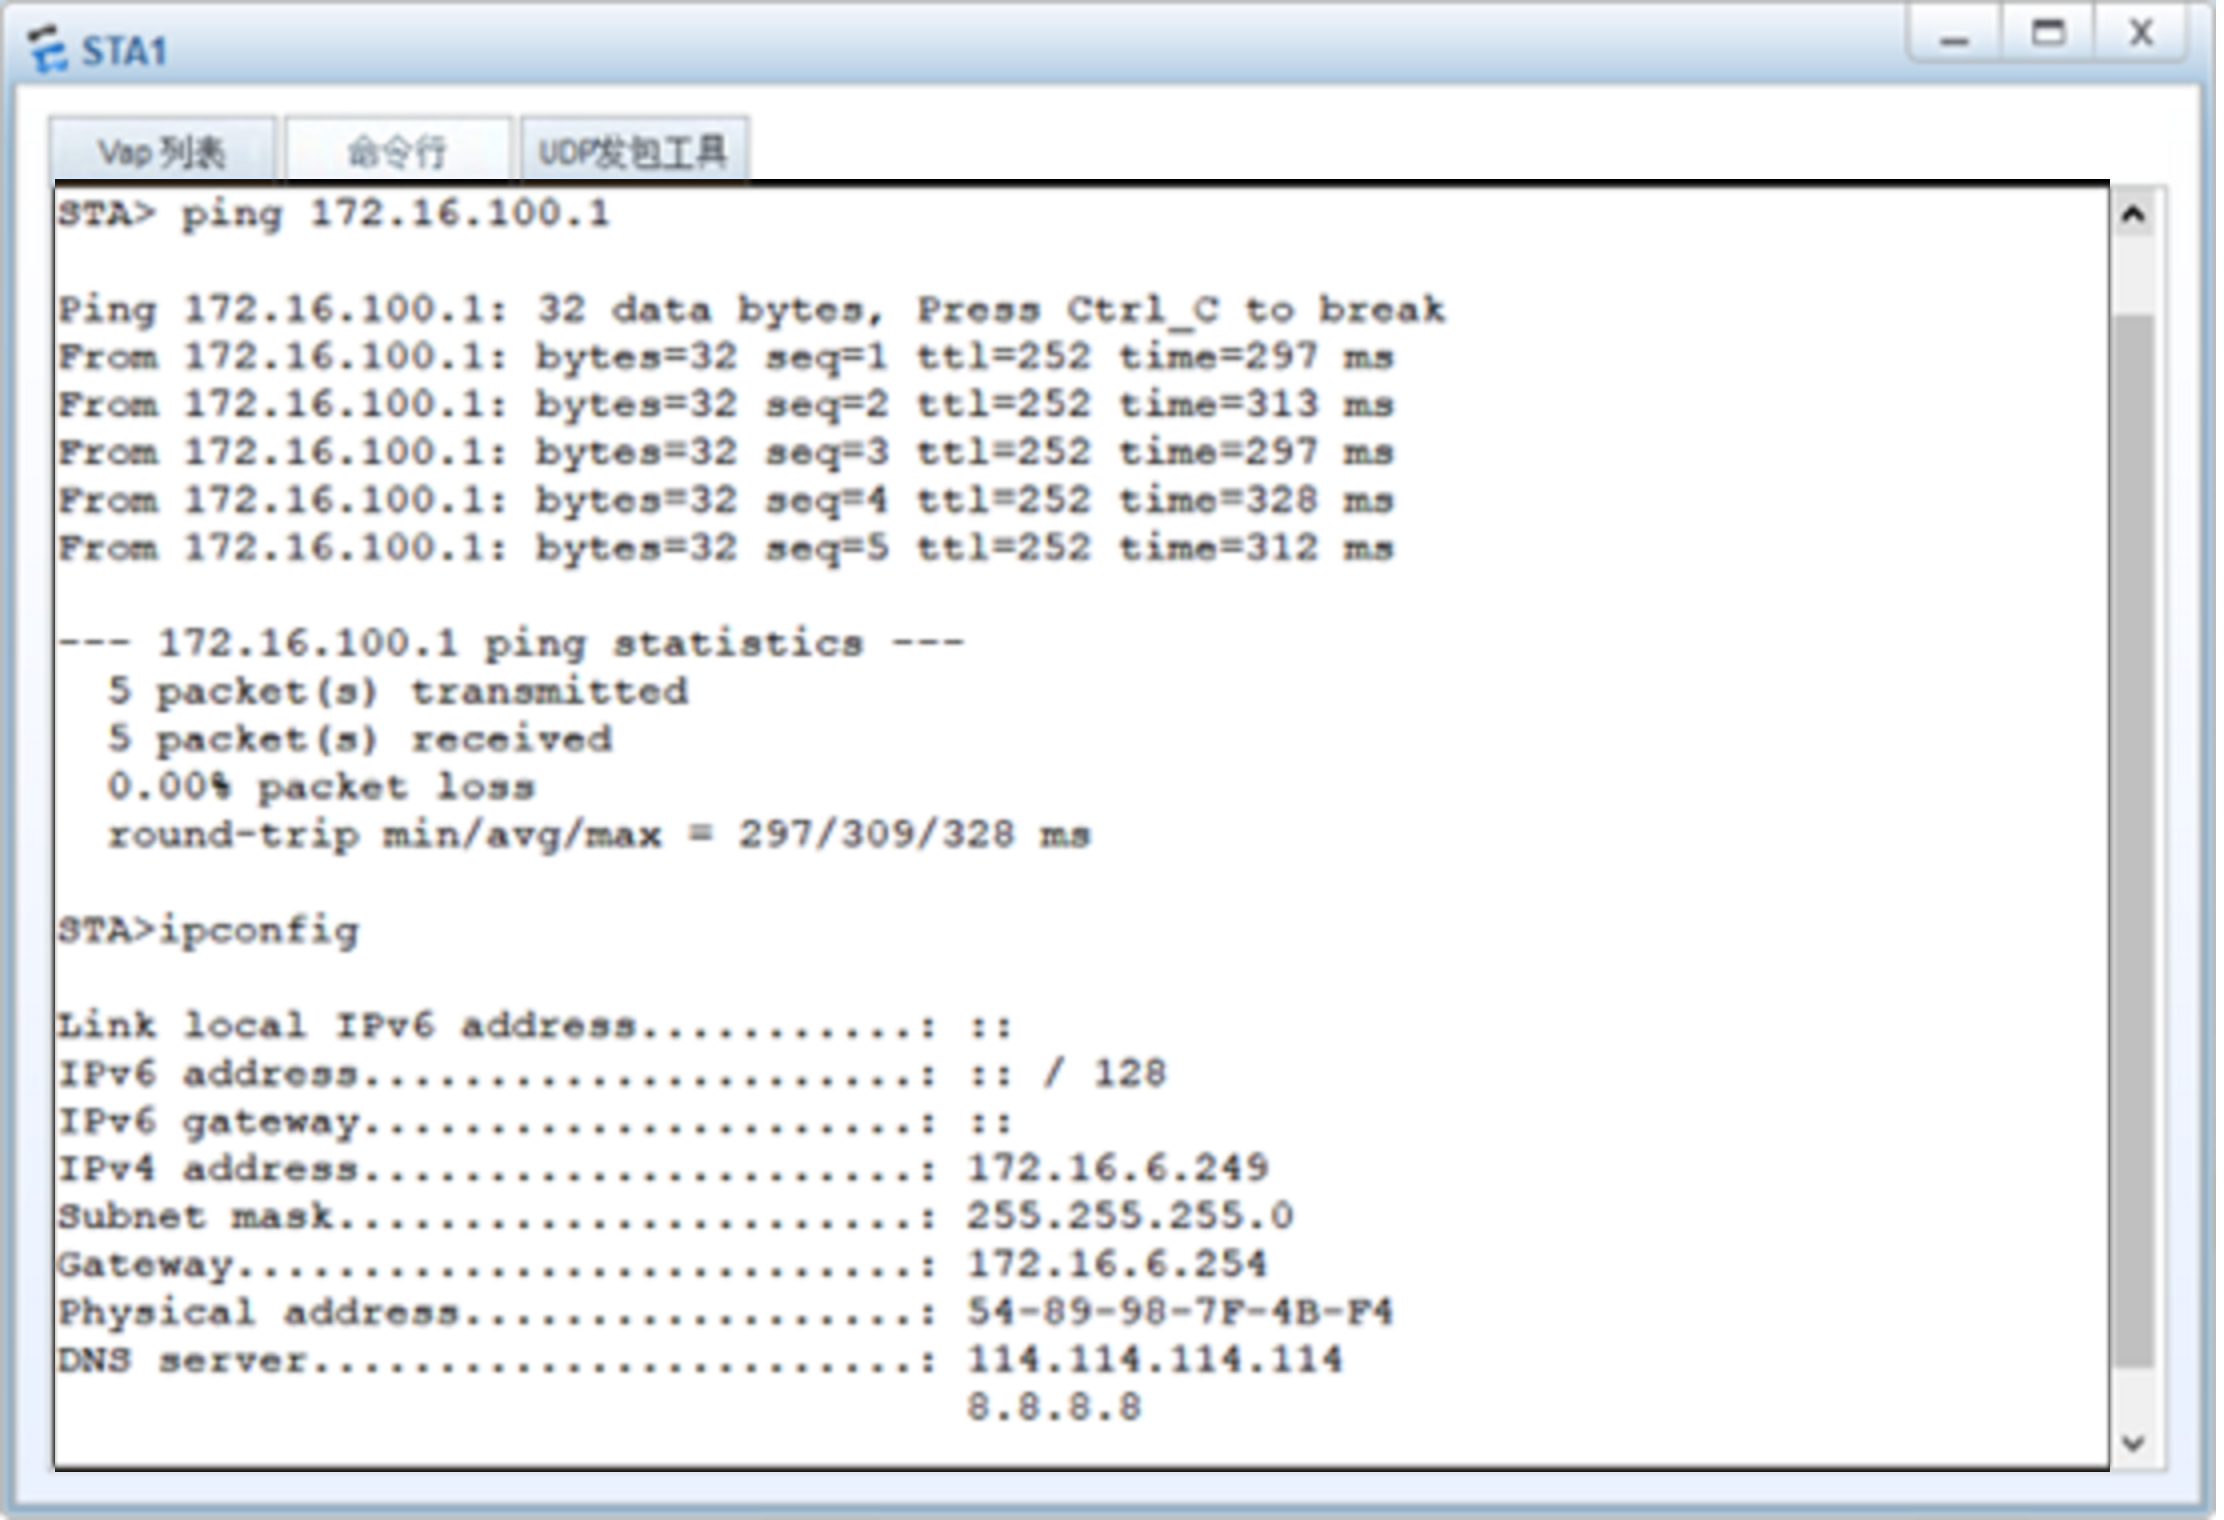 STA1
Vap 列表 命令行 UDP发包工具
STA> ping 172.16.100.1
Ping 172.16.100.1: 32 data bytes, Press Ctrl_C to break
From 172.16.100.1: bytes=32 seq=1 ttl=252 time=297 ms
From 172.16.100.1: bytes=32 seq=2 ttl=252 time=313 ms
From 172.16.100.1: bytes=32 seq=3 ttl=252 time=297 ms
From 172.16.100.1: bytes=32 seq=4 ttl=252 time=328 ms
From 172.16.100.1: bytes=32 seq=5 ttl=252 time=312 ms
--- 172.16.100.1 ping statistics ---
5 packet(s) transmitted
5 packet(s) received
0.00% packet loss
round-trip min/avg/max = 297/309/328 ms
STA>ipconfig
Link local IPv6 address...........: ::
IPv6 address......................: :: / 128
IPv6 gateway......................: ::
IPv4 address......................: 172.16.6.249
Subnet mask.......................: 255.255.255.0
Gateway...........................: 172.16.6.254
Physical address..................: 54-89-98-7F-4B-F4
DNS server........................: 114.114.114.114
8.8.8.8